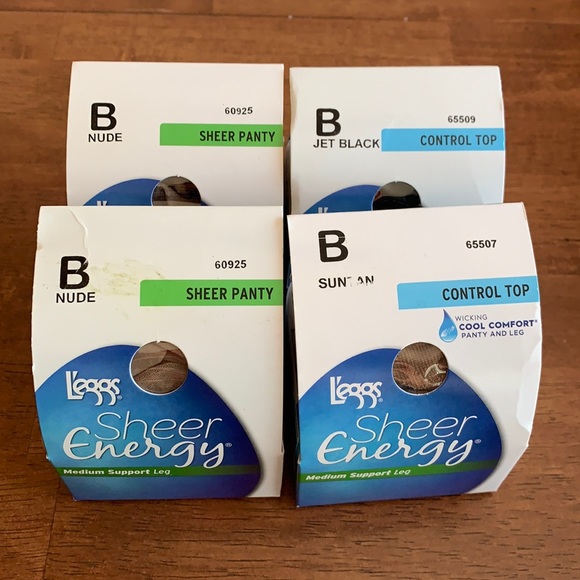 B
NUDE
60925
SHEER PANTY
B
JET BLACK
65509
CONTROL TOP
B
NUDE
60925
SHEER PANTY
L'eggs
Sheer
Energy®
Medium Support Leg
B
SUNTAN
65507
CONTROL TOP
WICKING
COOL COMFORT®
PANTY AND LEG
L'eggs
Sheer
Energy®
Medium Support Leg